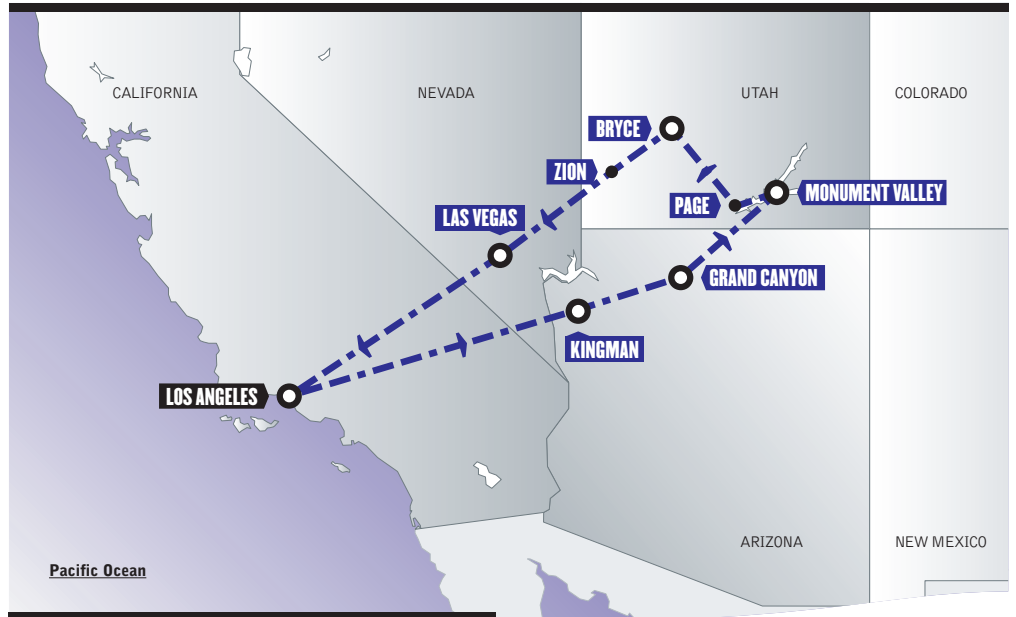 CALIFORNIA
NEVADA
UTAH
COLORADO
BRYCE
ZION
PAGE
MONUMENT VALLEY
LAS VEGAS
GRAND CANYON
KINGMAN
LOS ANGELES
ARIZONA
NEW MEXICO
Pacific Ocean